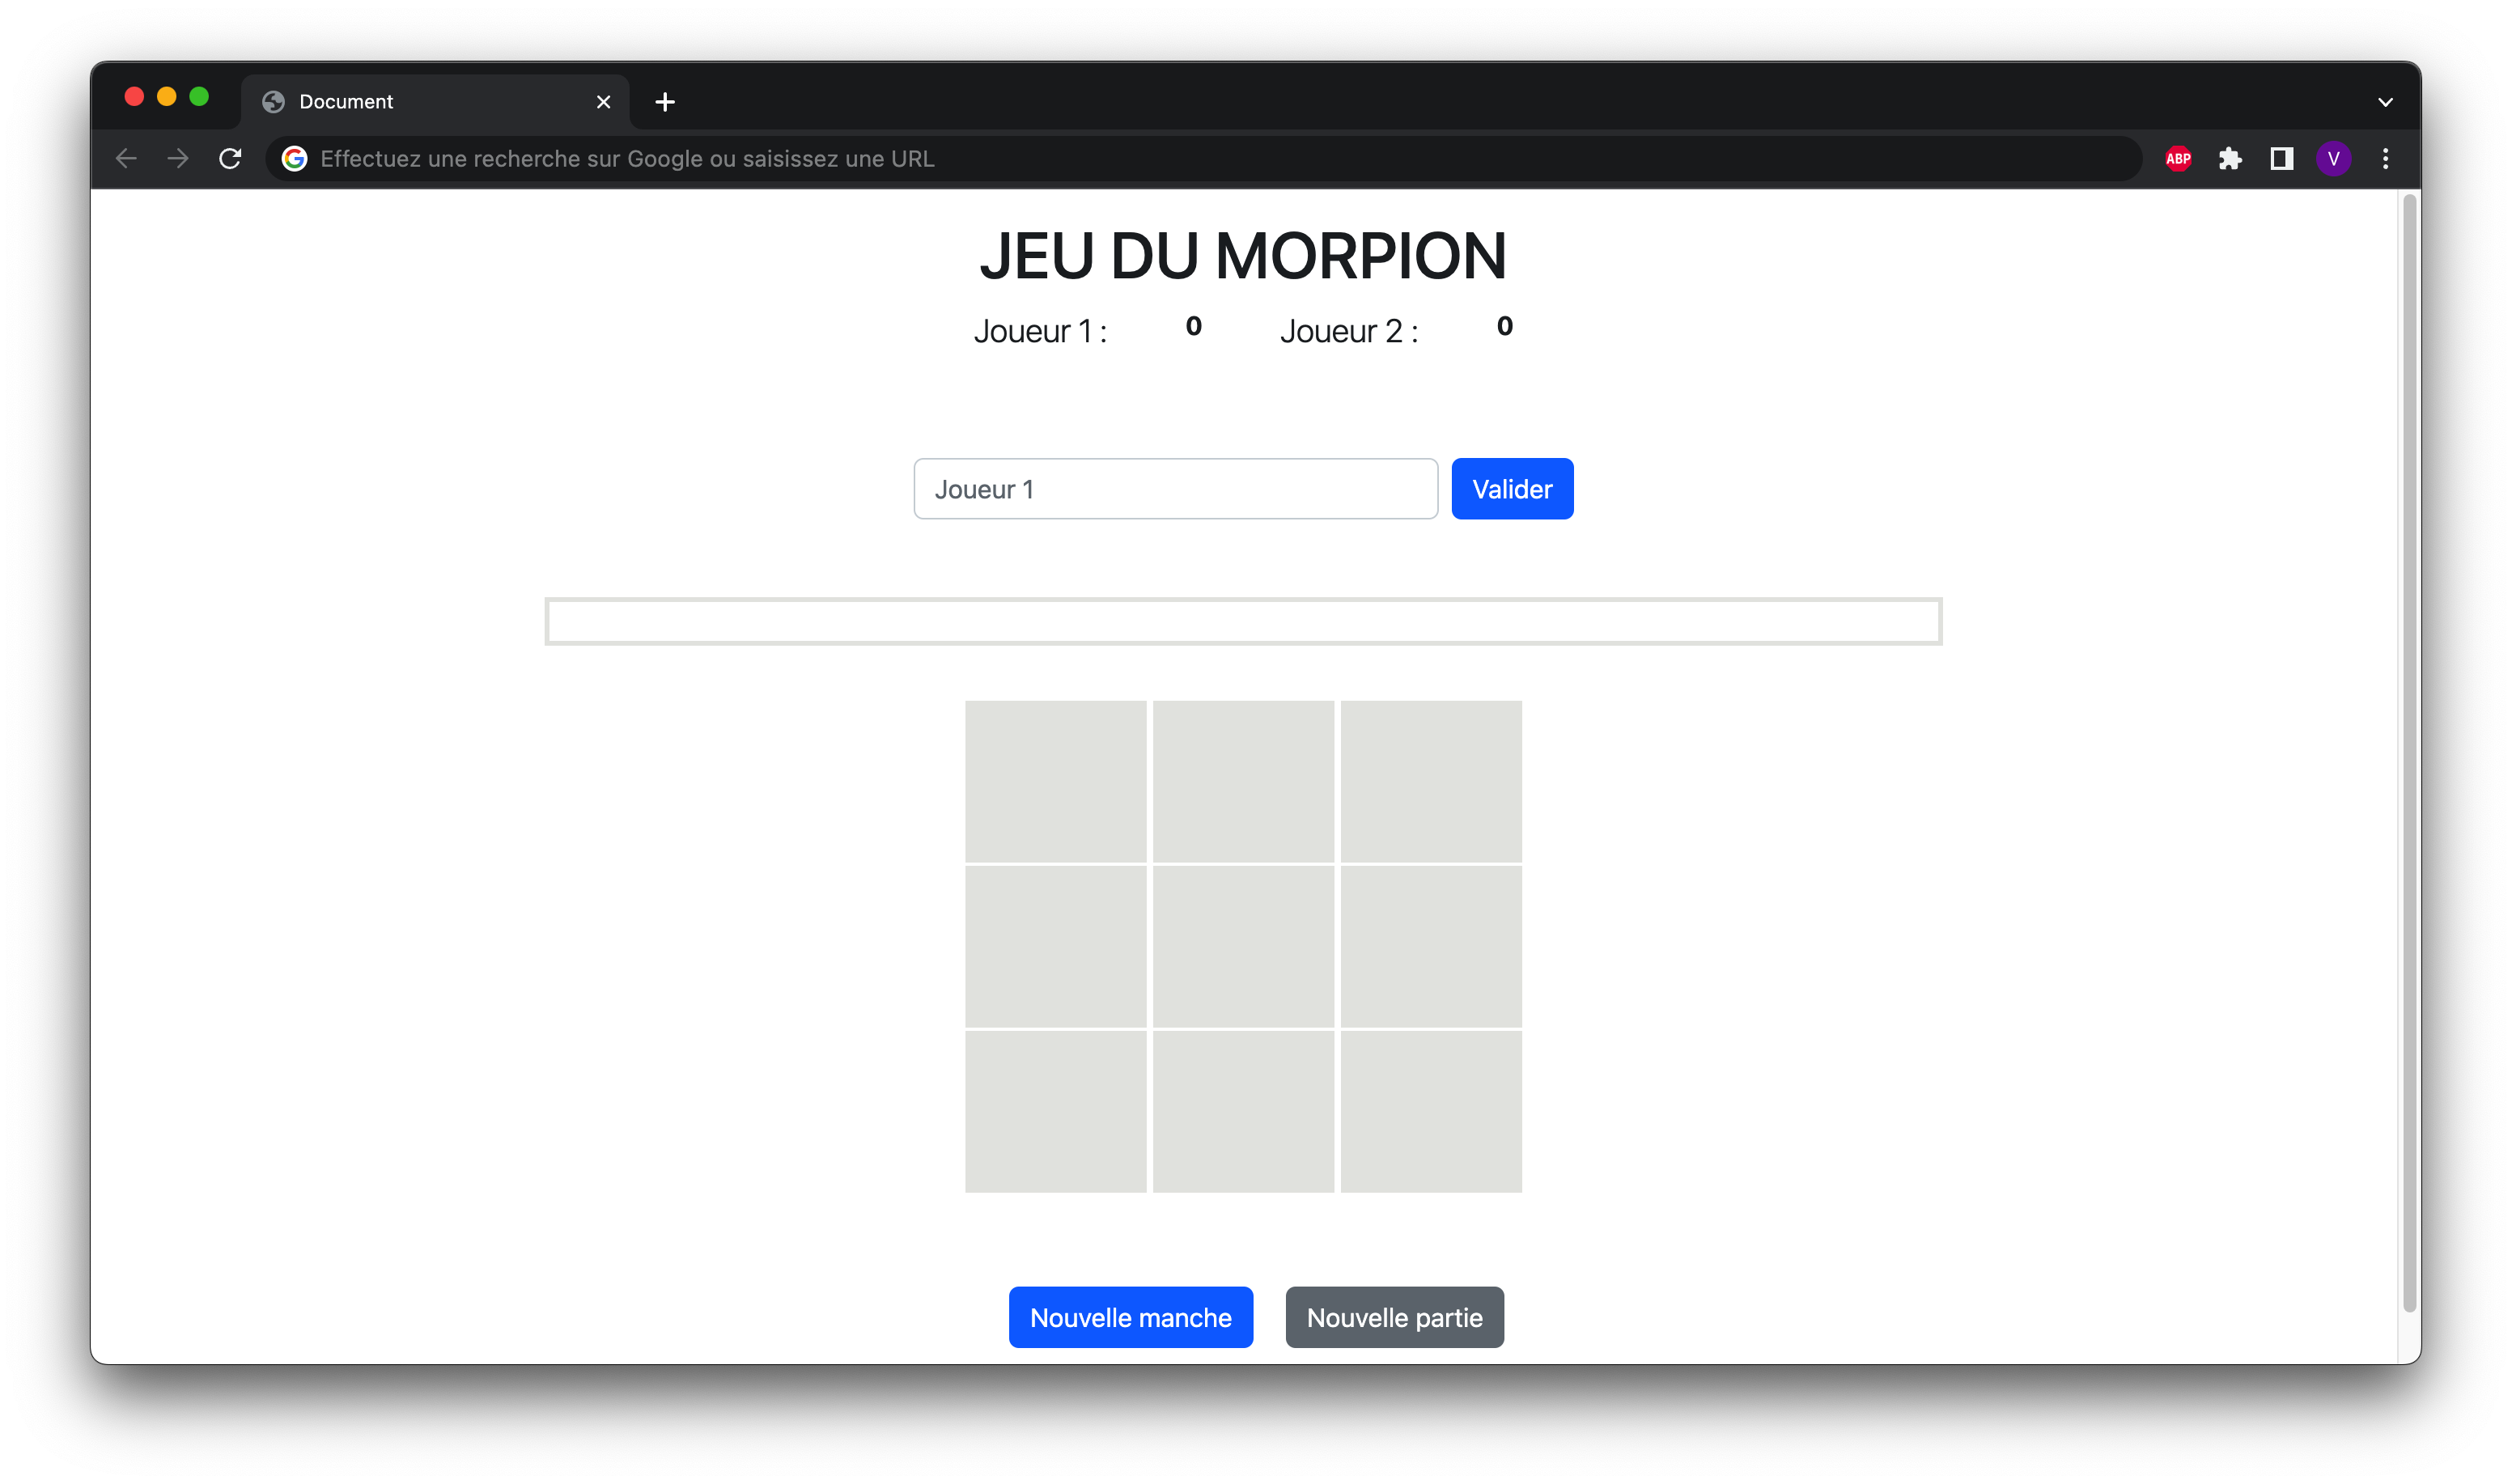 Document
Effectuez une recherche sur Google ou saisissez une URL
ABP
V
JEU DU MORPION
Joueur 1 : 0 Joueur 2 : 0
Joueur 1 Valider
Nouvelle manche Nouvelle partie